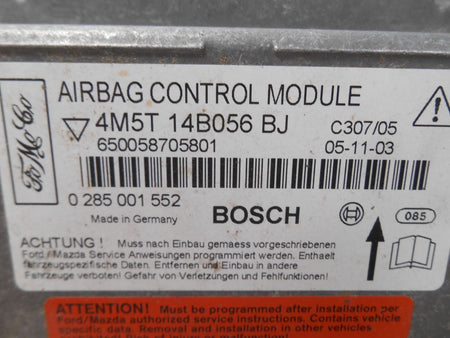 FoMoCo
AIRBAG CONTROL MODULE
4M5T 14B056 BJ C307/05
650058705801 05-11-03
0 285 001 552
Made in Germany BOSCH 085
ACHTUNG ! Muss nach Einbau gemaess vorgeschriebenen
Ford/Mazda Service Anweisungen programmiert werden. Enthaelt
fahrzeugspezifische Daten. Entfernen und Einbau in andere
Fahrzeuge verboten! Gefahr von Verletzungen und Fehlfunktionen!
ATTENTION! Must be programmed after installation per
Ford/Mazda authorized service instructions. Contains vehicle
specific data. Removal and installation into other vehicles